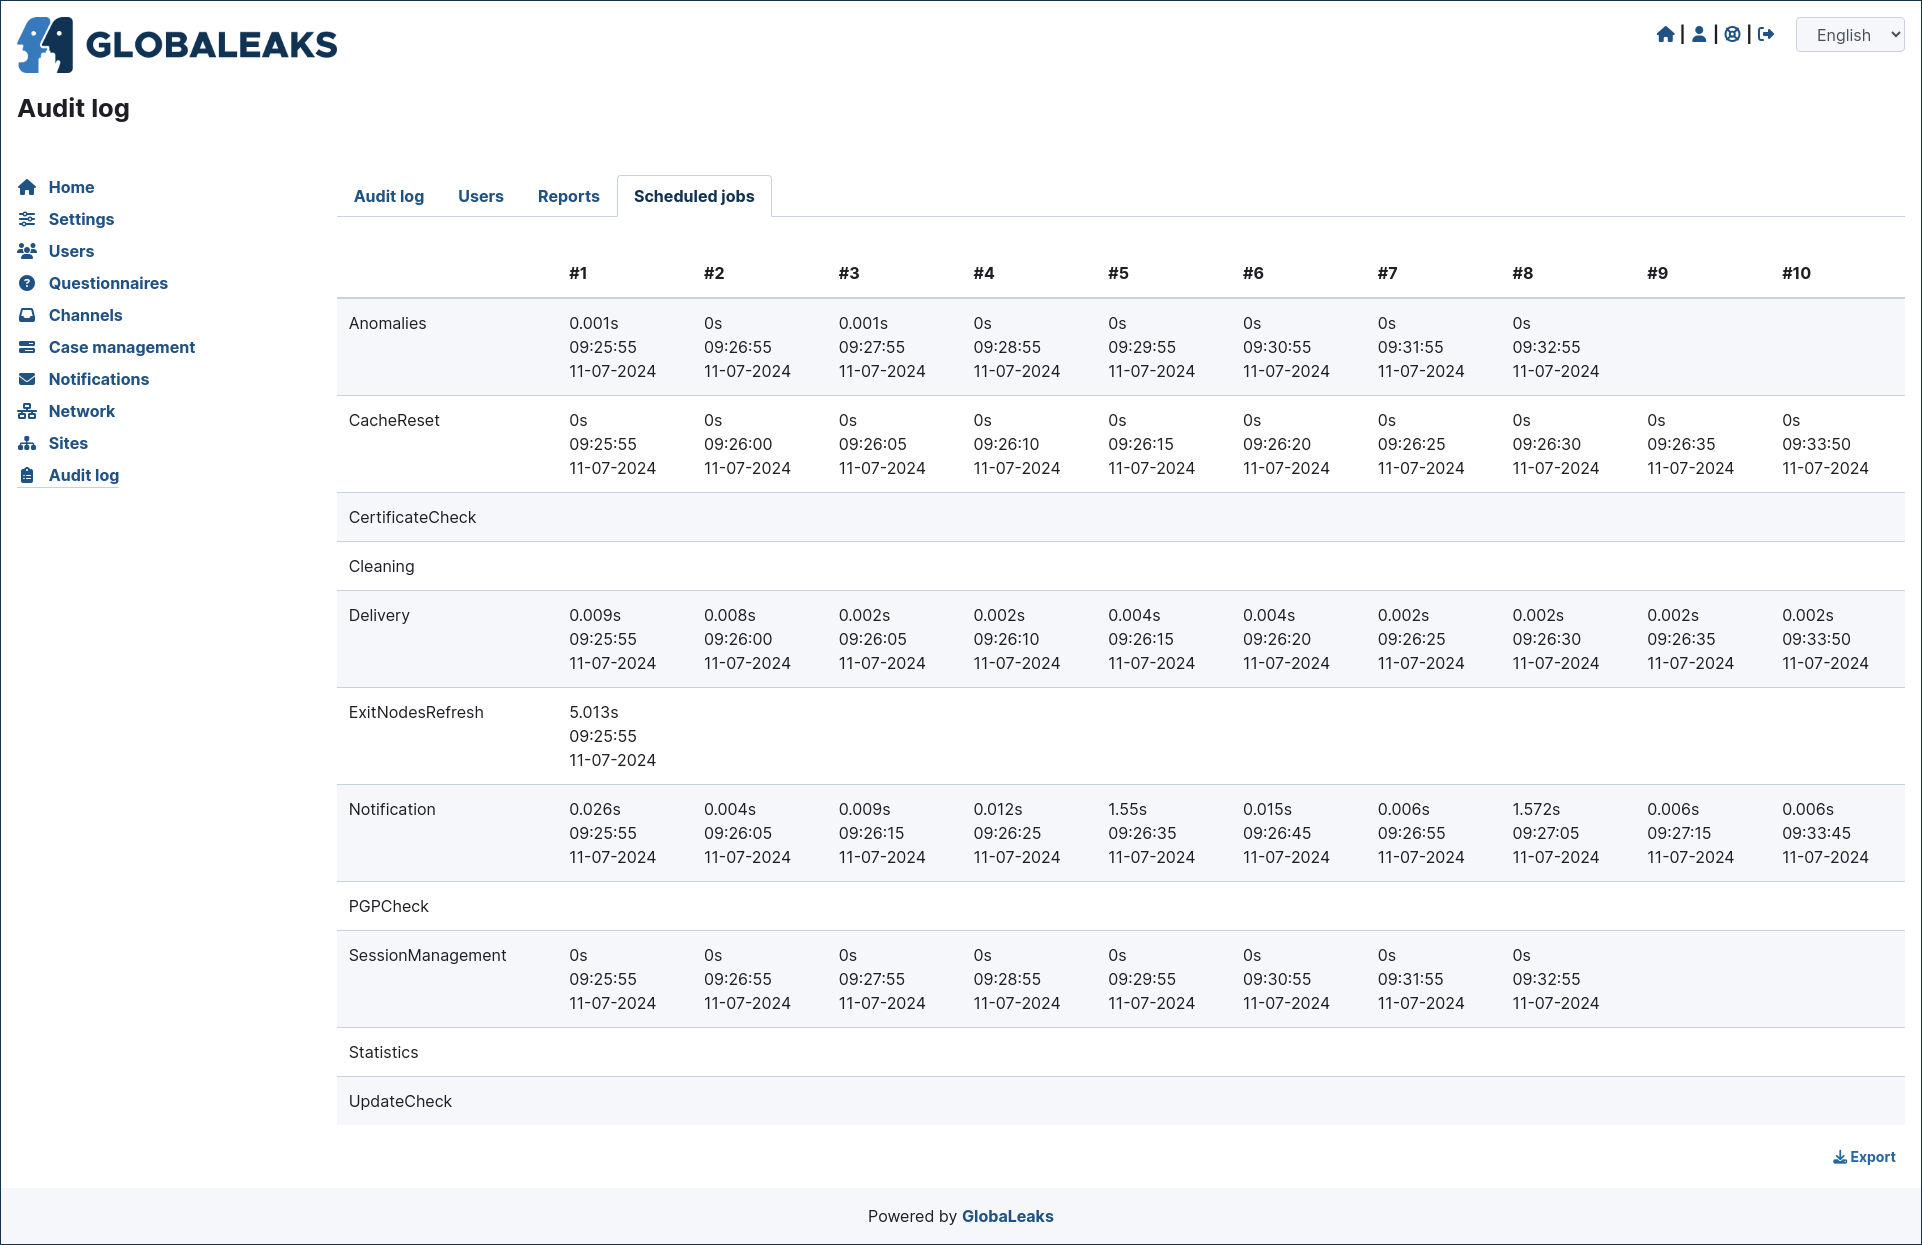 GLOBALEAKS
English
Audit log
Home
Settings
Users
Questionnaires
Channels
Case management
Notifications
Network
Sites
Audit log
Audit log Users Reports Scheduled jobs
#1 #2 #3 #4 #5 #6 #7 #8 #9 #10
Anomalies 0.001s 0s 0.001s 0s 0s 0s 0s 0s
09:25:55 09:26:55 09:27:55 09:28:55 09:29:55 09:30:55 09:31:55 09:32:55
11-07-2024 11-07-2024 11-07-2024 11-07-2024 11-07-2024 11-07-2024 11-07-2024 11-07-2024
CacheReset 0s 0s 0s 0s 0s 0s 0s 0s 0s 0s
09:25:55 09:26:00 09:26:05 09:26:10 09:26:15 09:26:20 09:26:25 09:26:30 09:26:35 09:33:50
11-07-2024 11-07-2024 11-07-2024 11-07-2024 11-07-2024 11-07-2024 11-07-2024 11-07-2024 11-07-2024 11-07-2024
CertificateCheck
Cleaning
Delivery 0.009s 0.008s 0.002s 0.002s 0.004s 0.004s 0.002s 0.002s 0.002s 0.002s
09:25:55 09:26:00 09:26:05 09:26:10 09:26:15 09:26:20 09:26:25 09:26:30 09:26:35 09:33:50
11-07-2024 11-07-2024 11-07-2024 11-07-2024 11-07-2024 11-07-2024 11-07-2024 11-07-2024 11-07-2024 11-07-2024
ExitNodesRefresh 5.013s
09:25:55
11-07-2024
Notification 0.026s 0.004s 0.009s 0.012s 1.55s 0.015s 0.006s 1.572s 0.006s 0.006s
09:25:55 09:26:05 09:26:15 09:26:25 09:26:35 09:26:45 09:26:55 09:27:05 09:27:15 09:33:45
11-07-2024 11-07-2024 11-07-2024 11-07-2024 11-07-2024 11-07-2024 11-07-2024 11-07-2024 11-07-2024 11-07-2024
PGPCheck
SessionManagement 0s 0s 0s 0s 0s 0s 0s 0s
09:25:55 09:26:55 09:27:55 09:28:55 09:29:55 09:30:55 09:31:55 09:32:55
11-07-2024 11-07-2024 11-07-2024 11-07-2024 11-07-2024 11-07-2024 11-07-2024 11-07-2024
Statistics
UpdateCheck
Export
Powered by GlobaLeaks